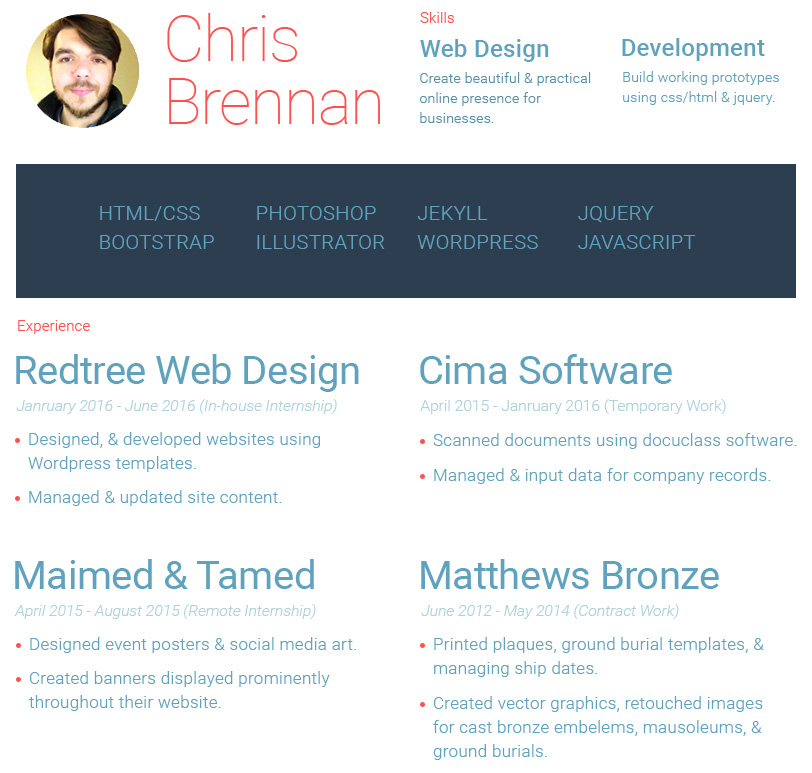 Chris
Brennan
Skills
Web Design
Create beautiful & practical
online presence for
businesses.
Development
Build working prototypes
using css/html & jquery.
HTML/CSS
BOOTSTRAP
PHOTOSHOP
ILLUSTRATOR
JEKYLL
WORDPRESS
JQUERY
JAVASCRIPT
Experience
Redtree Web Design
Janruary 2016 - June 2016 (In-house Internship)
• Designed, & developed websites using
Wordpress templates.
• Managed & updated site content.
Cima Software
April 2015 - Janruary 2016 (Temporary Work)
• Scanned documents using docuclass software.
• Managed & input data for company records.
Maimed & Tamed
April 2015 - August 2015 (Remote Internship)
• Designed event posters & social media art.
• Created banners displayed prominently
throughout their website.
Matthews Bronze
June 2012 - May 2014 (Contract Work)
• Printed plaques, ground burial templates, &
managing ship dates.
• Created vector graphics, retouched images
for cast bronze embelems, mausoleums, &
ground burials.